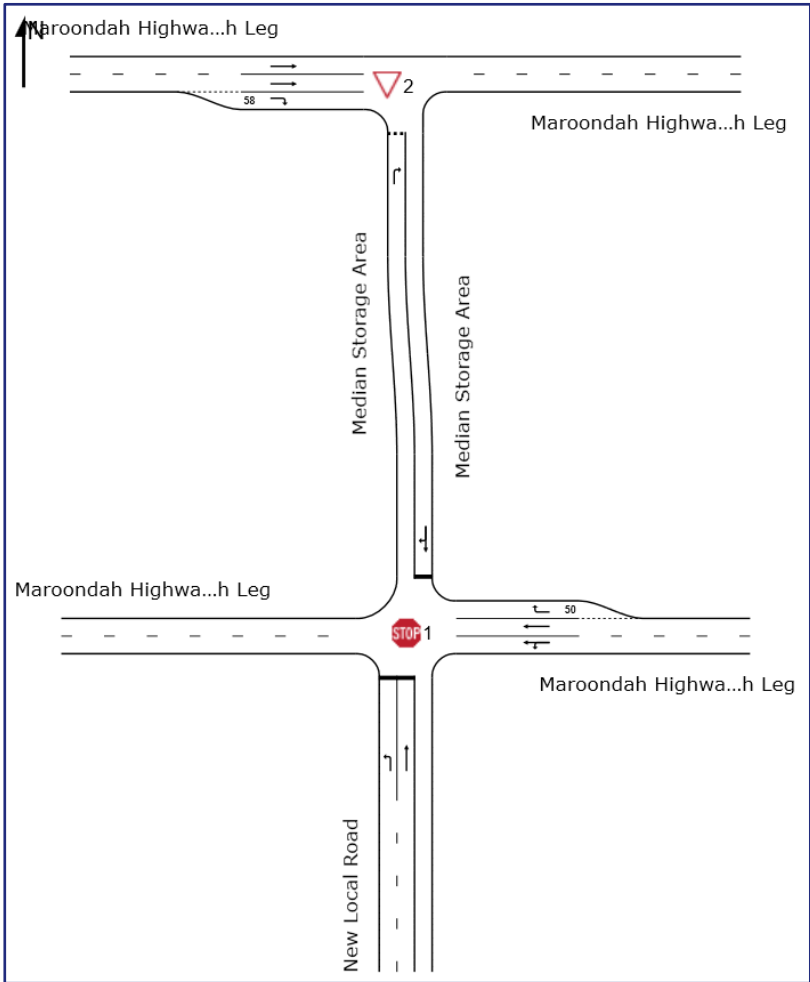 N
Maroondah Highwa...h Leg
2
58
Maroondah Highwa...h Leg
Median Storage Area
Median Storage Area
Maroondah Highwa...h Leg
50
STOP 1
Maroondah Highwa...h Leg
New Local Road